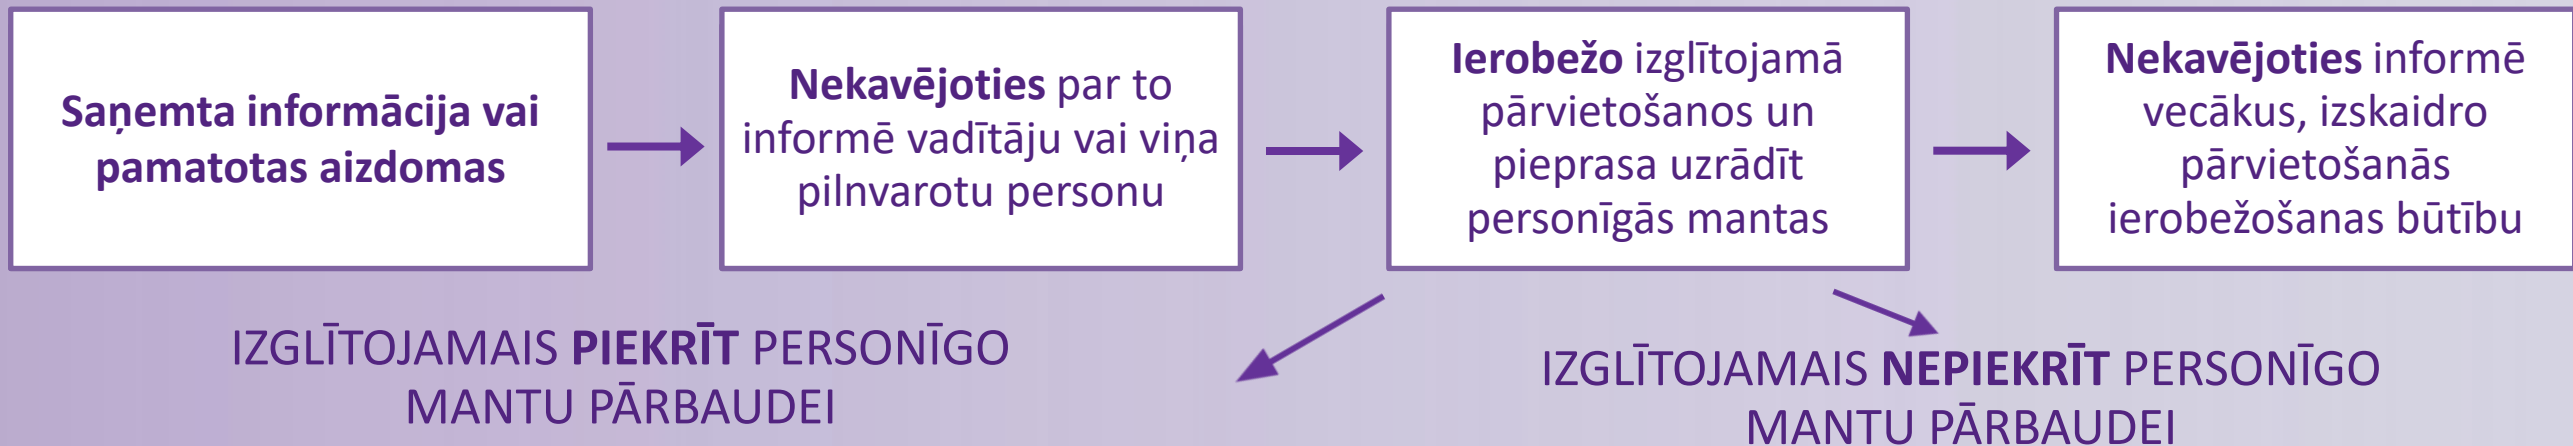 Saņemta informācija vai
pamatotas aizdomas
Nekavējoties par to
informē vadītāju vai viņa
pilnvarotu personu
Ierobežo izglītojamā
pārvietošanos un
pieprasa uzrādīt
personīgās mantas
Nekavējoties informē
vecākus, izskaidro
pārvietošanās
ierobežošanas būtību
IZGLĪTOJAMAIS PIEKRĪT PERSONĪGO
MANTU PĀRBAUDEI
IZGLĪTOJAMAIS NEPIEKRĪT PERSONĪGO
MANTU PĀRBAUDEI